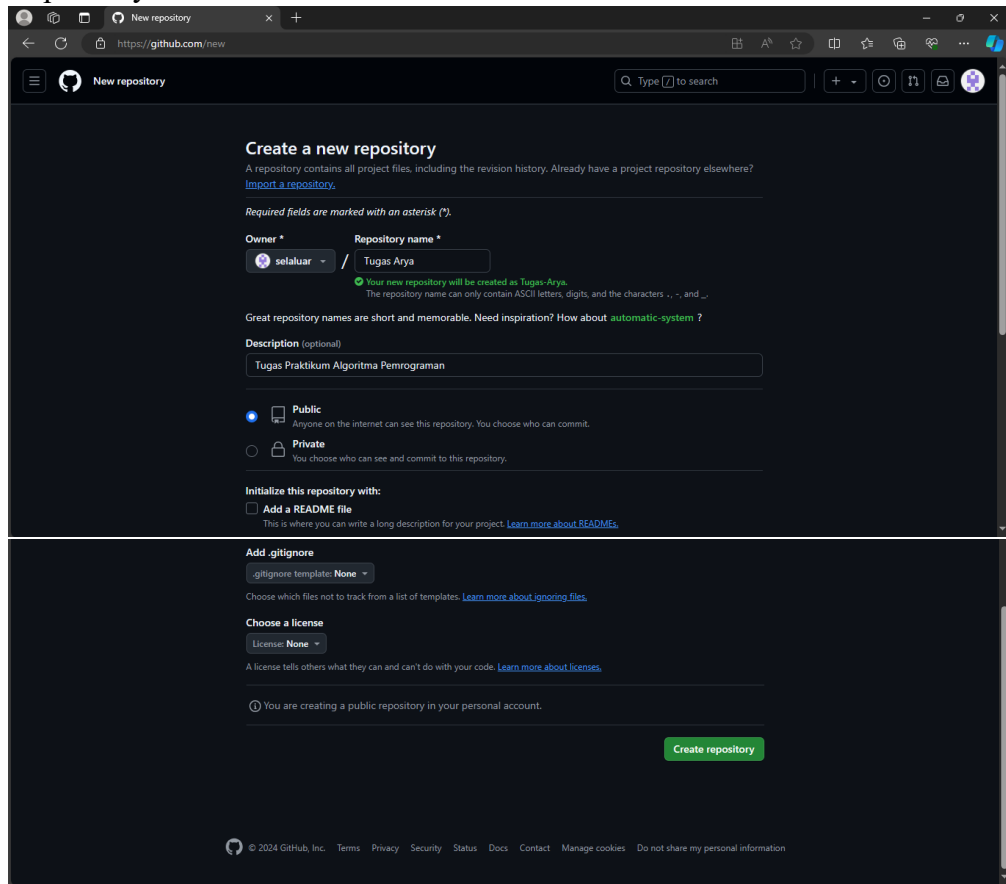 New repository
https://github.com/new
New repository
Type / to search
Create a new repository
A repository contains all project files, including the revision history. Already have a project repository elsewhere?
Import a repository.
Required fields are marked with an asterisk (*).
Owner * Repository name *
selaluar / Tugas Arya
Your new repository will be created as Tugas-Arya.
The repository name can only contain ASCII letters, digits, and the characters ., -, and _.
Great repository names are short and memorable. Need inspiration? How about automatic-system ?
Description (optional)
Tugas Praktikum Algoritma Pemrograman
Public
Anyone on the internet can see this repository. You choose who can commit.
Private
You choose who can see and commit to this repository.
Initialize this repository with:
Add a README file
This is where you can write a long description for your project. Learn more about READMEs.
Add .gitignore
.gitignore template: None
Choose which files not to track from a list of templates. Learn more about ignoring files.
Choose a license
License: None
A license tells others what they can and can't do with your code. Learn more about licenses.
You are creating a public repository in your personal account.
Create repository
© 2024 GitHub, Inc. Terms Privacy Security Status Docs Contact Manage cookies Do not share my personal information